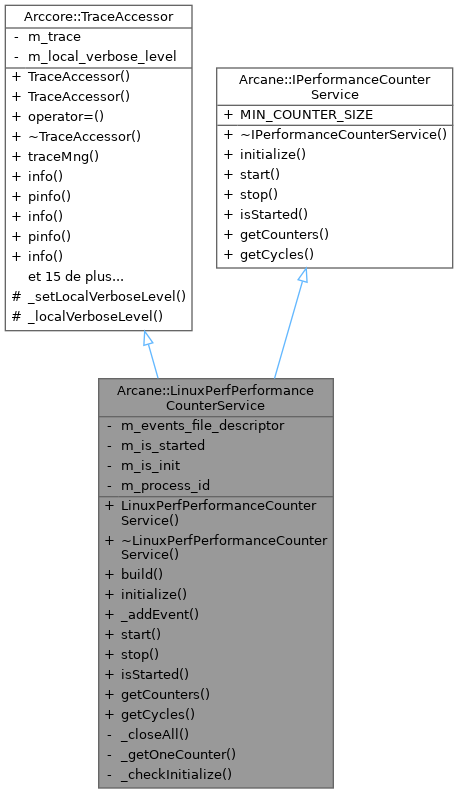 Arccore::TraceAccessor
- m_trace
- m_local_verbose_level
+ TraceAccessor()
+ TraceAccessor()
+ operator=()
+ ~TraceAccessor()
+ traceMng()
+ info()
+ pinfo()
+ info()
+ pinfo()
+ info()
et 15 de plus...
# _setLocalVerboseLevel()
# _localVerboseLevel()
Arcane::IPerformanceCounter
Service
+ MIN_COUNTER_SIZE
+ ~IPerformanceCounterService()
+ initialize()
+ start()
+ stop()
+ isStarted()
+ getCounters()
+ getCycles()
Arcane::LinuxPerfPerformance
CounterService
- m_events_file_descriptor
- m_is_started
- m_is_init
- m_process_id
+ LinuxPerfPerformanceCounter
Service()
+ ~LinuxPerfPerformanceCounter
Service()
+ build()
+ initialize()
+ _addEvent()
+ start()
+ stop()
+ isStarted()
+ getCounters()
+ getCycles()
- _closeAll()
- _getOneCounter()
- _checkInitialize()